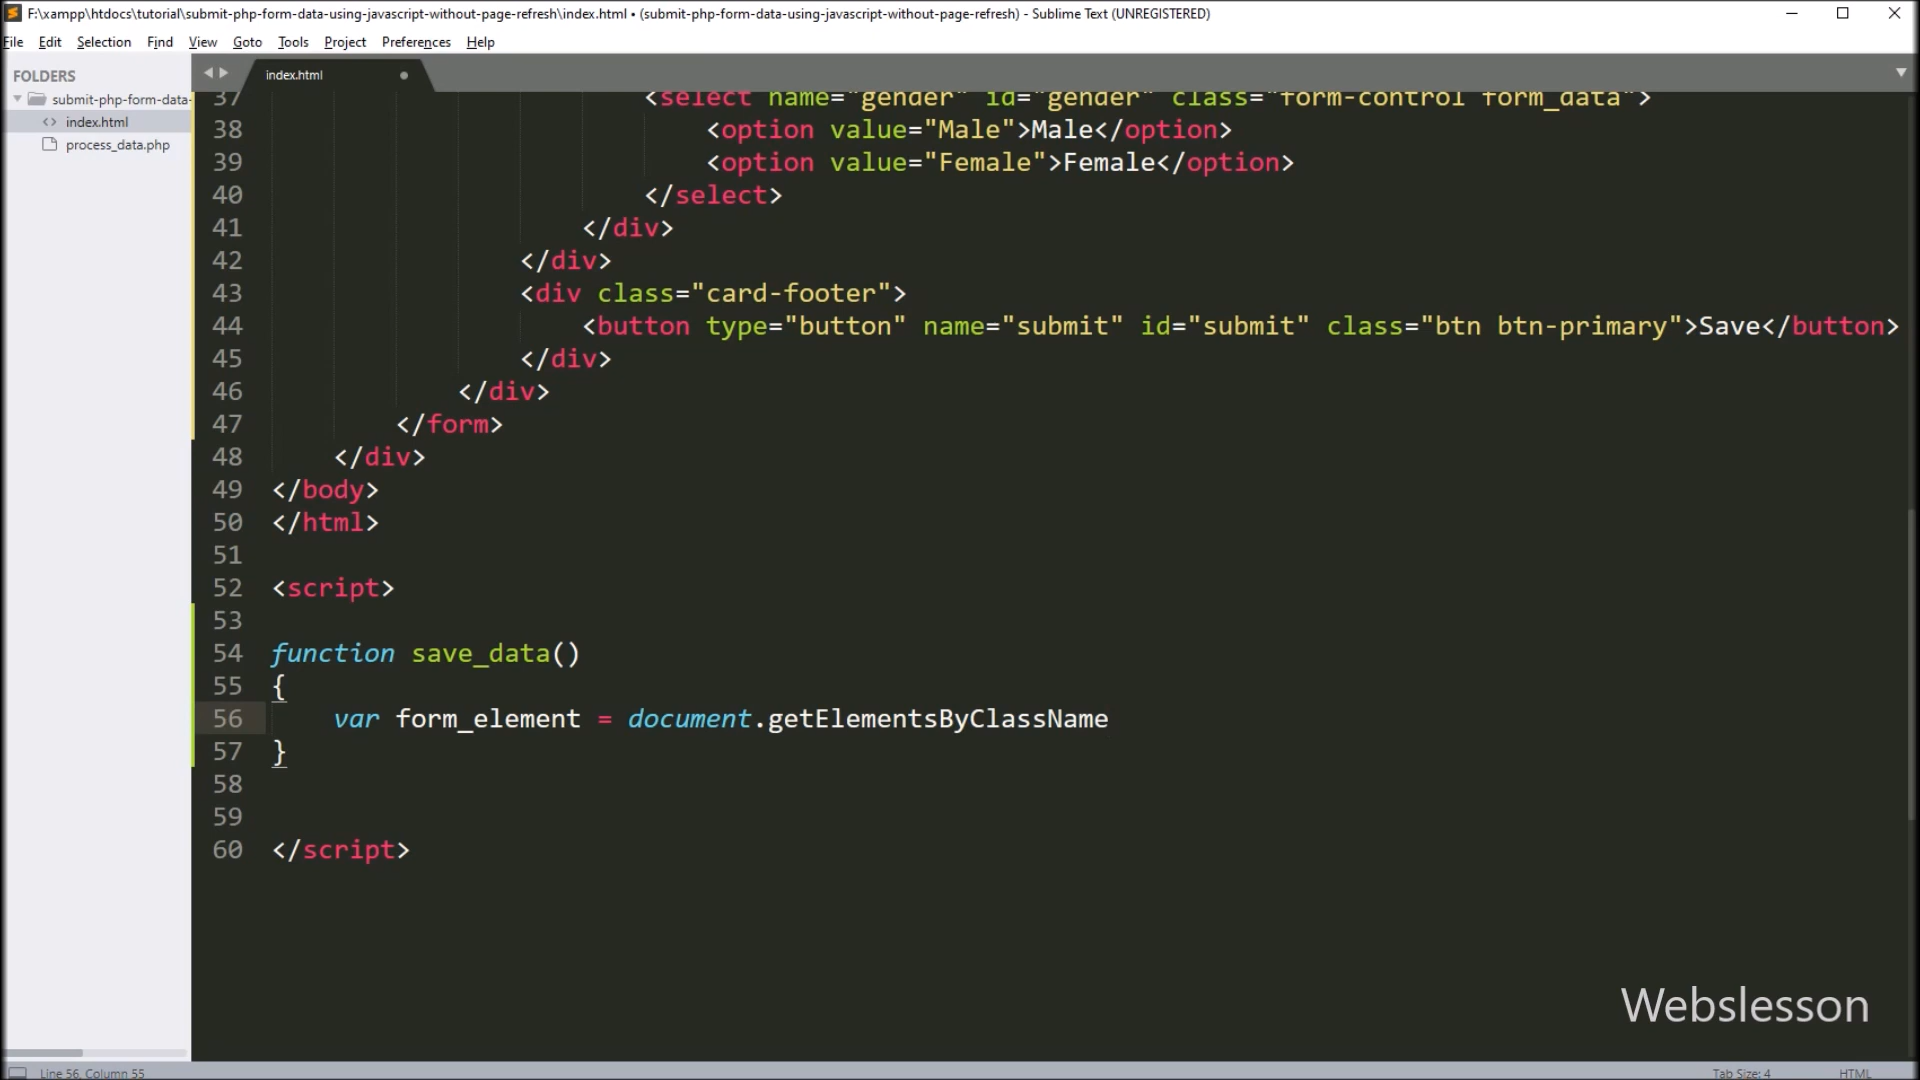 F:\xampp\htdocs\tutorial\submit-php-form-data-using-javascript-without-page-refresh\index.html • (submit-php-form-data-using-javascript-without-page-refresh) - Sublime Text (UNREGISTERED)
File Edit Selection Find View Goto Tools Project Preferences Help
FOLDERS
submit-php-form-data-
index.html
process_data.php
index.html
37 <select name="gender" id="gender" class="form-control form_data">
38 <option value="Male">Male</option>
39 <option value="Female">Female</option>
40 </select>
41 </div>
42 </div>
43 <div class="card-footer">
44 <button type="button" name="submit" id="submit" class="btn btn-primary">Save</button>
45 </div>
46 </div>
47 </form>
48 </div>
49 </body>
50 </html>
51
52 <script>
53
54 function save_data()
55 {
56 var form_element = document.getElementsByClassName
57 }
58
59
60 </script>
Webslesson
Line 56, Column 55
Tab Size: 4
HTML